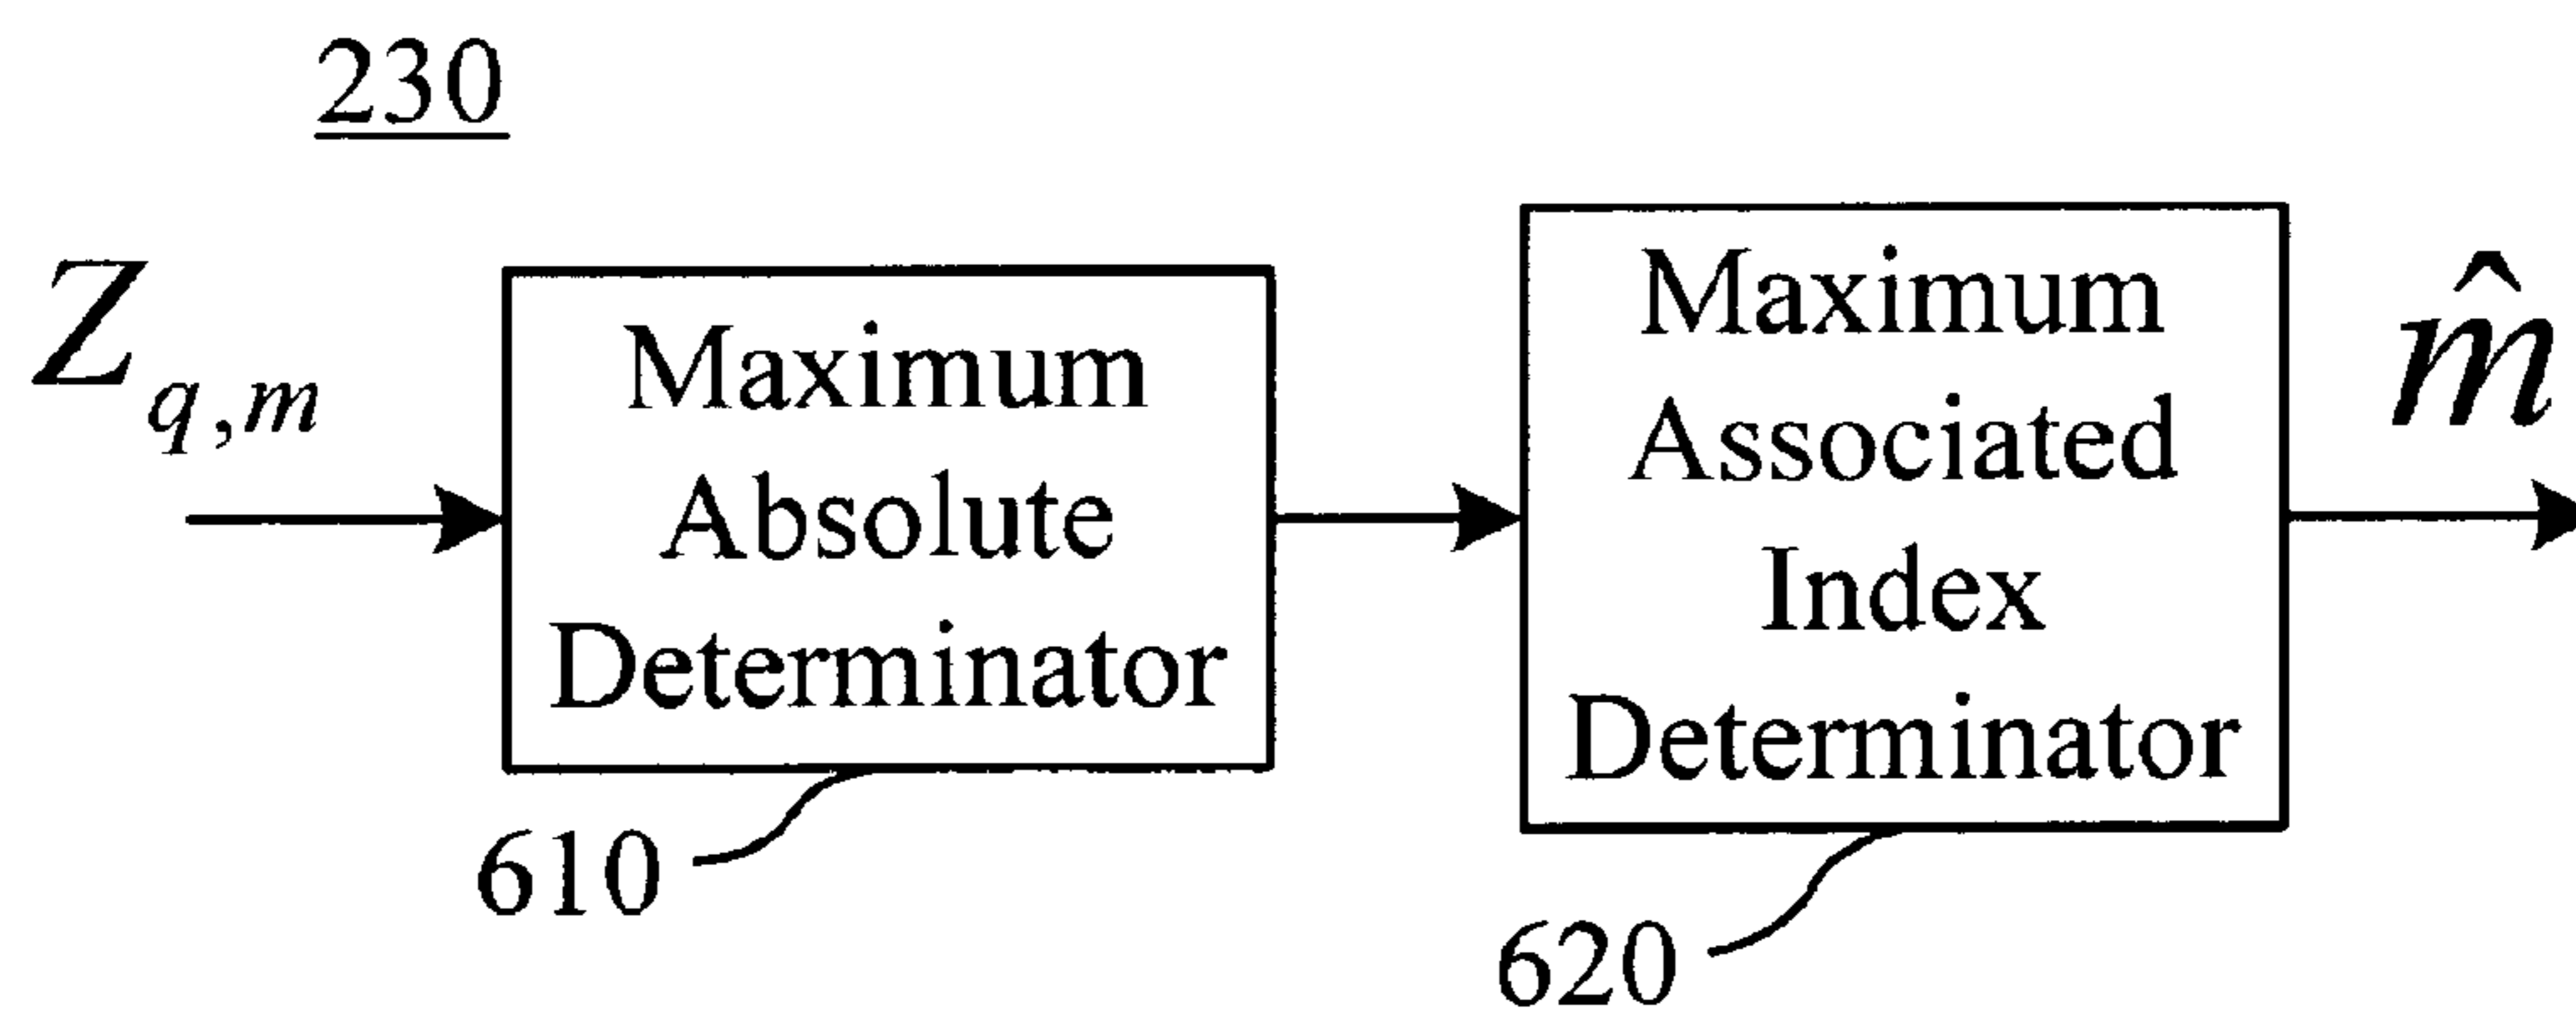 230
Z_{q,m}
Maximum
Absolute
Determinator
610
Maximum
Associated
Index
Determinator
620
m̂